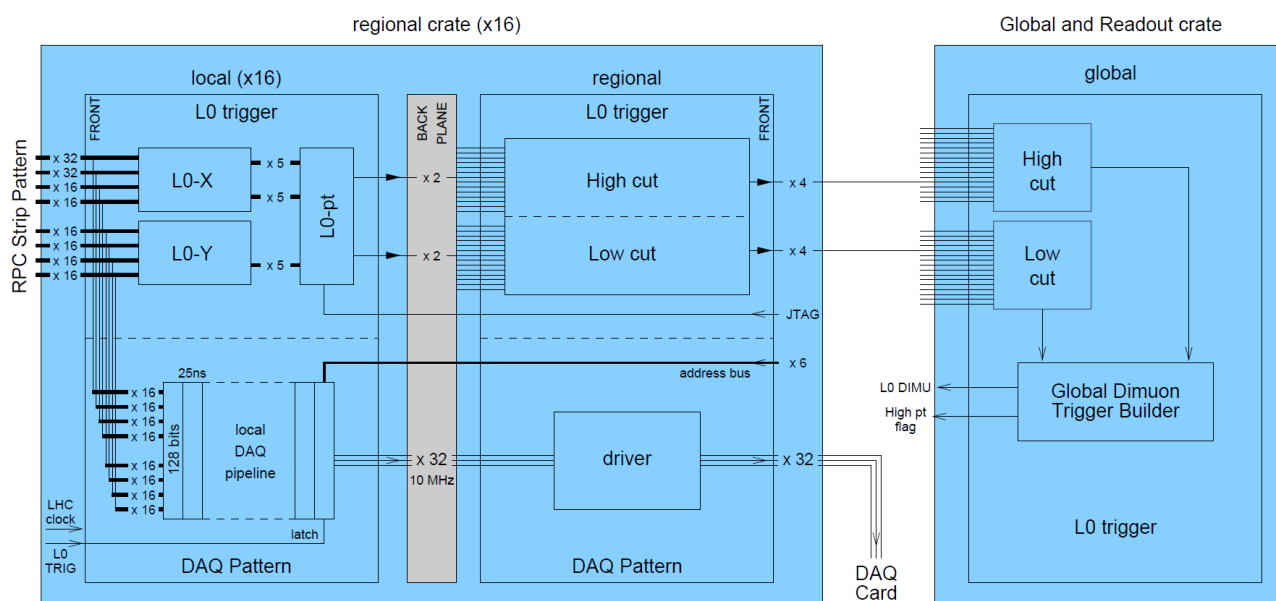 regional crate (x16)
Global and Readout crate
local (x16)
regional
global
FRONT
L0 trigger
BACK
PLANE
L0 trigger
FRONT
RPC Strip Pattern
x 32
x 32
x 16
x 16
L0-X
x 5
x 5
L0-pt
x 2
High cut
x 4
High
cut
x 16
x 16
x 16
x 16
L0-Y
x 5
x 2
Low cut
x 4
Low
cut
JTAG
address bus
x 6
25ns
x 16
x 16
x 16
x 16
x 16
x 16
x 16
x 16
128 bits
local
DAQ
pipeline
x 32
10 MHz
driver
x 32
L0 DIMU
High pt
flag
Global Dimuon
Trigger Builder
LHC
clock
latch
L0
TRIG
L0 trigger
DAQ Pattern
DAQ Pattern
DAQ
Card